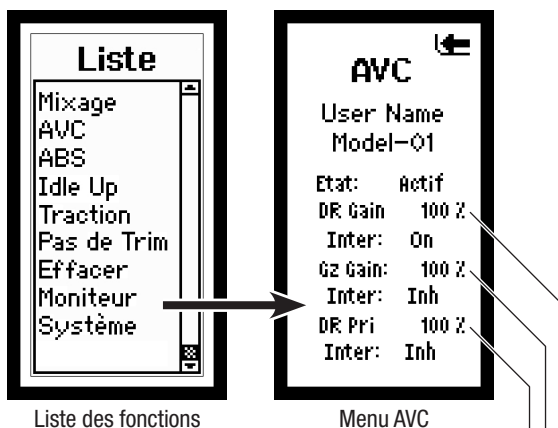 Liste
Mixage
AVC
ABS
Idle Up
Traction
Pas de Trim
Effacer
Moniteur
Système
Liste des fonctions
AVC
User Name
Model-01
Etat: Actif
DR Gain 100 %
Inter: On
Gz Gain: 100 %
Inter: Inh
DR Pri 100 %
Inter: Inh
Menu AVC